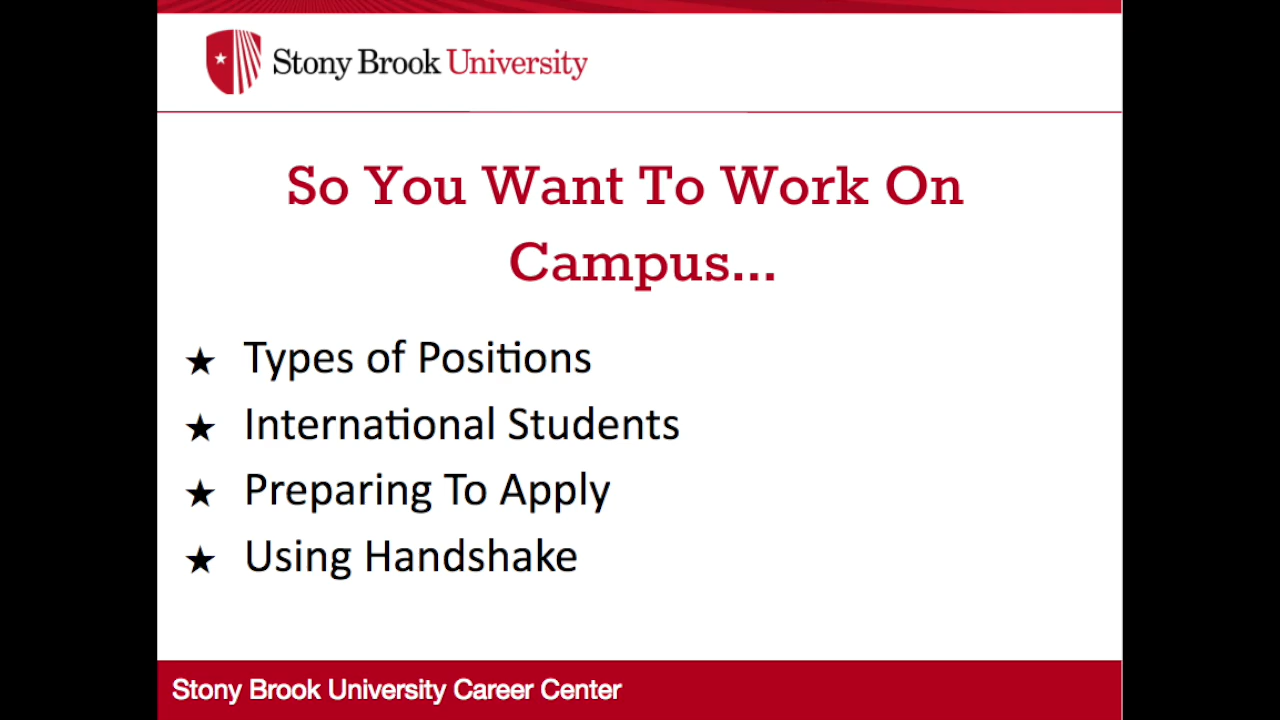 Stony Brook University
So You Want To Work On
Campus...
★ Types of Positions
★ International Students
★ Preparing To Apply
★ Using Handshake
Stony Brook University Career Center